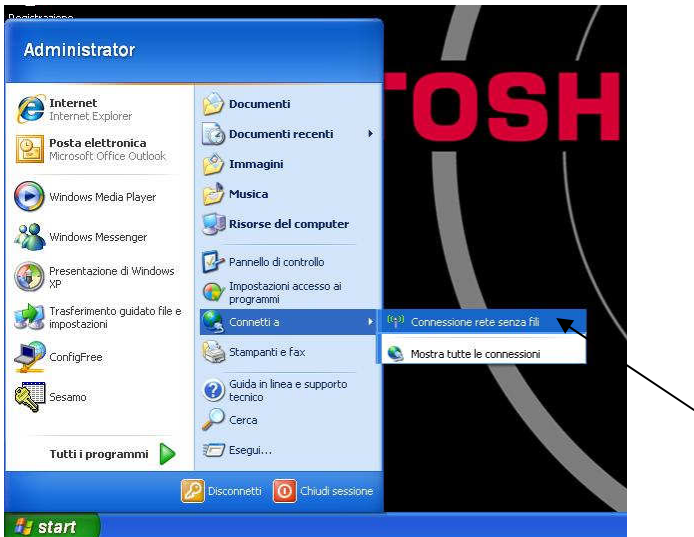 Registrazione
Administrator
Internet
Internet Explorer
Posta elettronica
Microsoft Office Outlook
Windows Media Player
Windows Messenger
Presentazione di Windows
XP
Trasferimento guidato file e
impostazioni
ConfigFree
Sesamo
Tutti i programmi
Documenti
Documenti recenti
Immagini
Musica
Risorse del computer
Pannello di controllo
Impostazioni accesso ai
programmi
Connetti a
Stampanti e fax
Guida in linea e supporto
tecnico
Cerca
Esegui...
Connessione rete senza fili
Mostra tutte le connessioni
Disconnetti
Chiudi sessione
start
TOSH